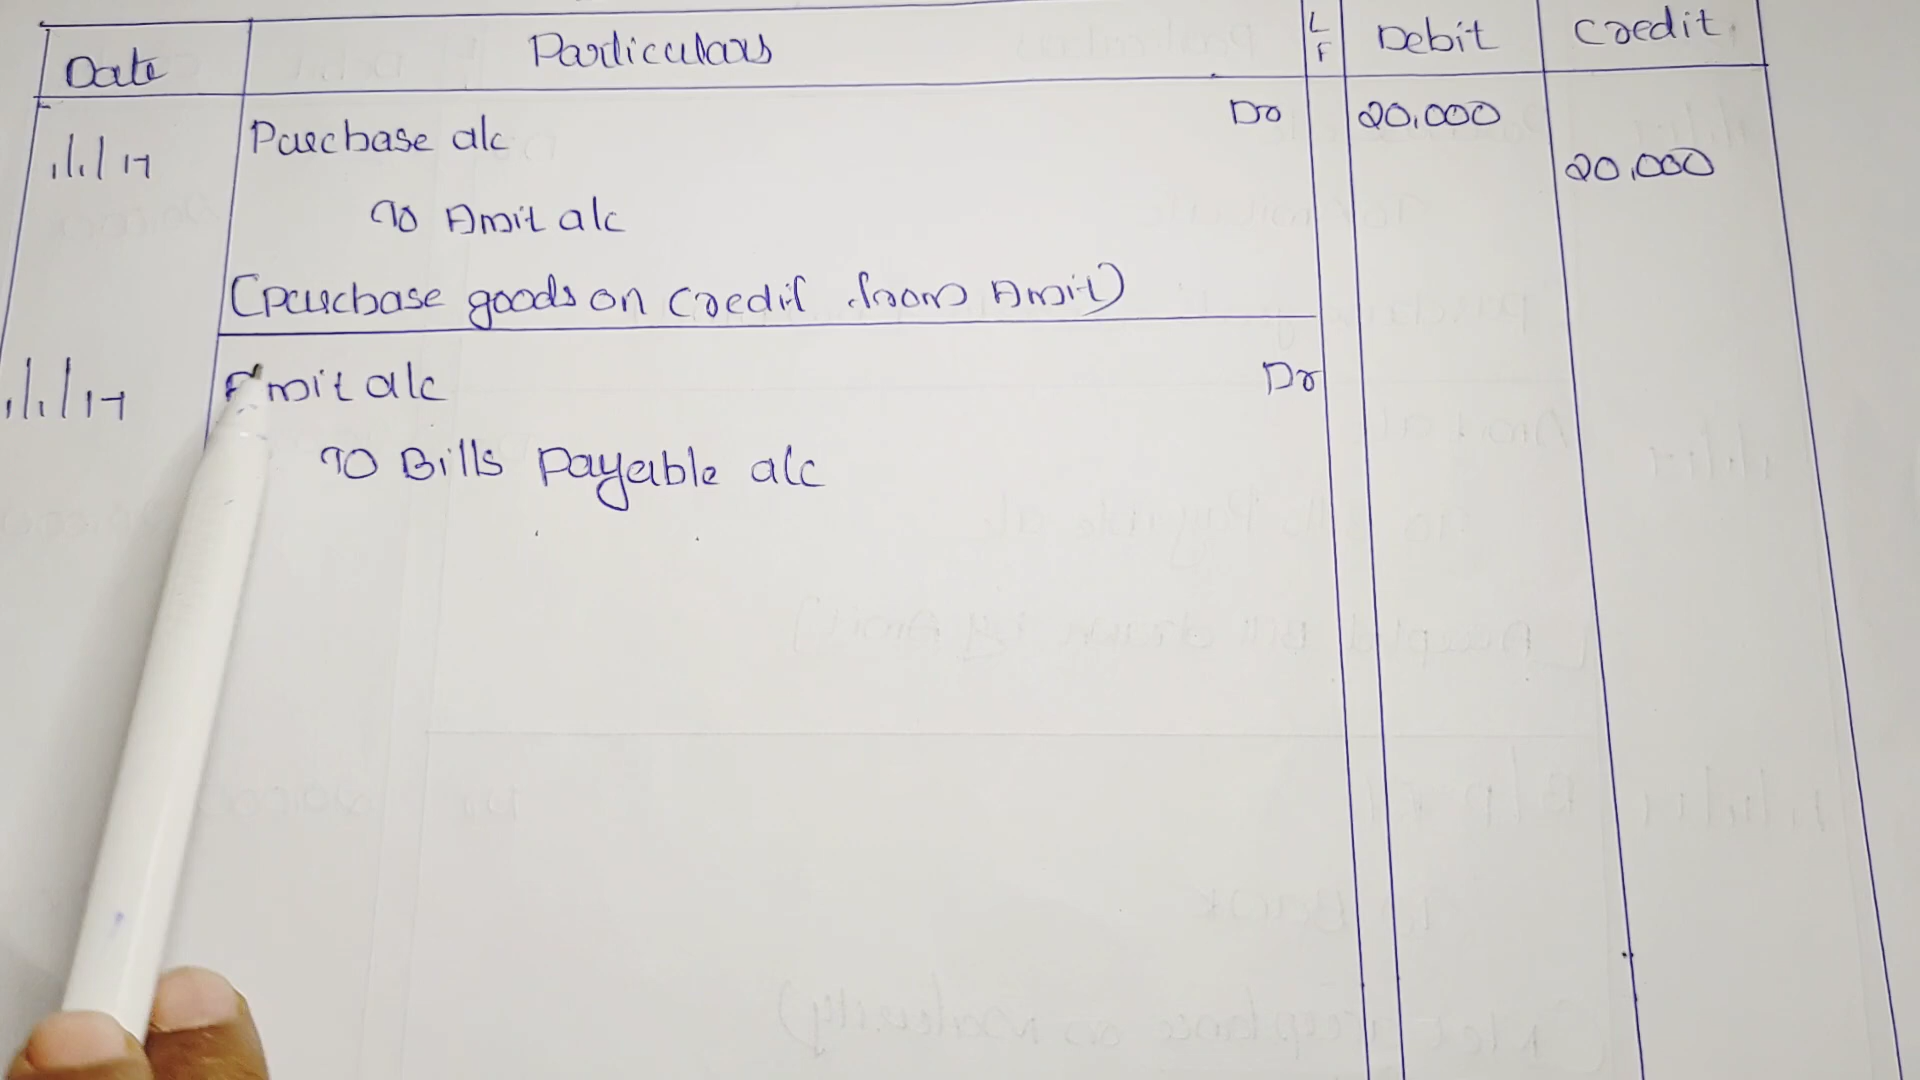 Date Particulars L F Debit Credit
1/1/17 Purchase a/c Dr 20,000
To Amit a/c 20,000
(Purchase goods on credit from Amit)
1/1/17 Amit a/c Dr
To Bills Payable a/c